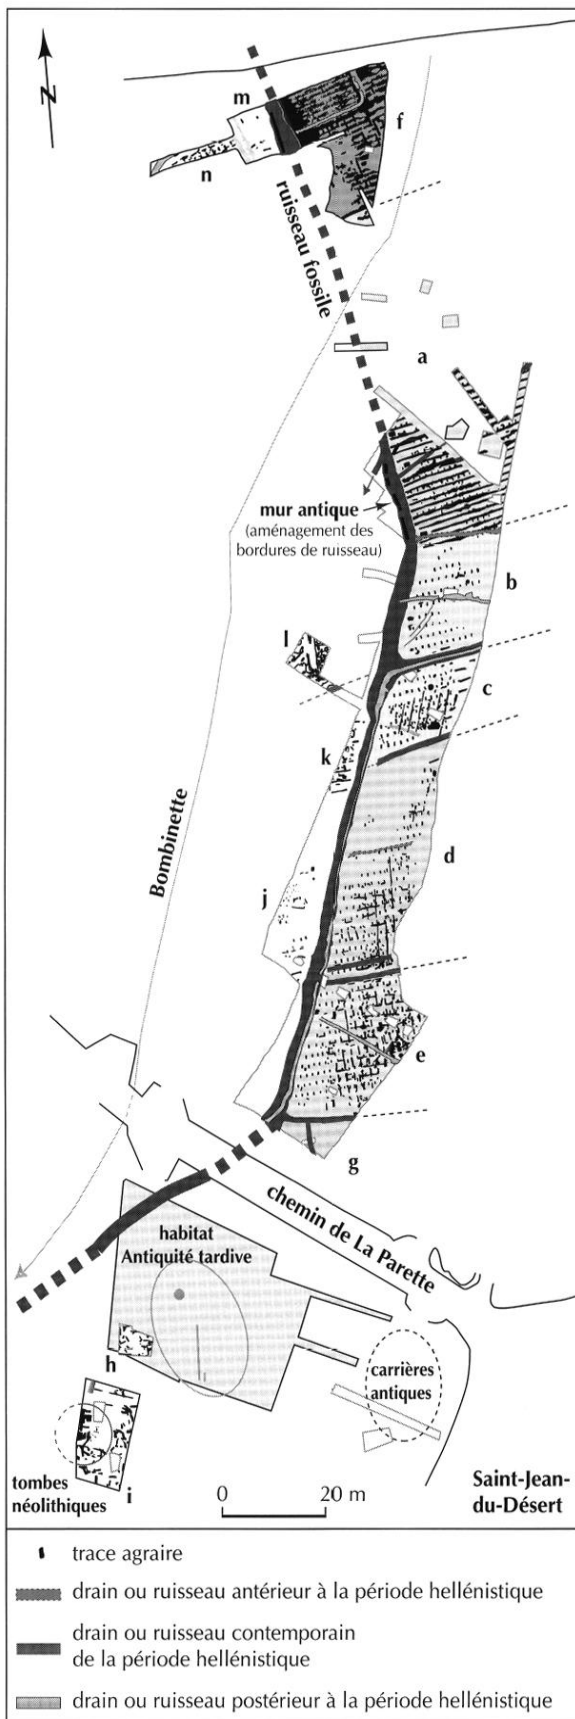 N
m
f
n
ruisseau fossile
a
mur antique
(aménagement des
bordures de ruisseau)
b
l
c
k
Bombinette
d
j
e
g
chemin de La Parette
habitat
Antiquité tardive
h
carrières
antiques
tombes
néolithiques
i
0 20 m
Saint-Jean-
du-Désert
trace agraire
drain ou ruisseau antérieur à la période hellénistique
drain ou ruisseau contemporain
de la période hellénistique
drain ou ruisseau postérieur à la période hellénistique